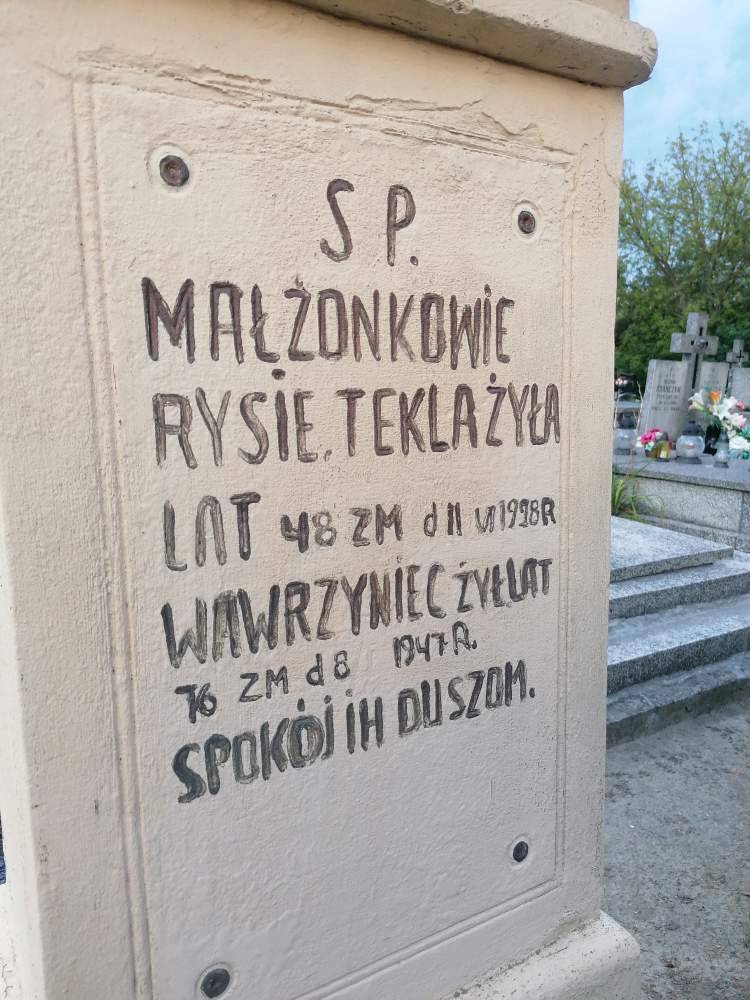 S P.
MAŁŻONKOWIE
RYSIE. TEKLA ŻYŁA
LAT 48 ZM d 11 VI 1928 R
WAWRZYNIEC ŻYŁ LAT
76 ZM d 8 1947 R.
SPOKÓJ IH DUSZOM.